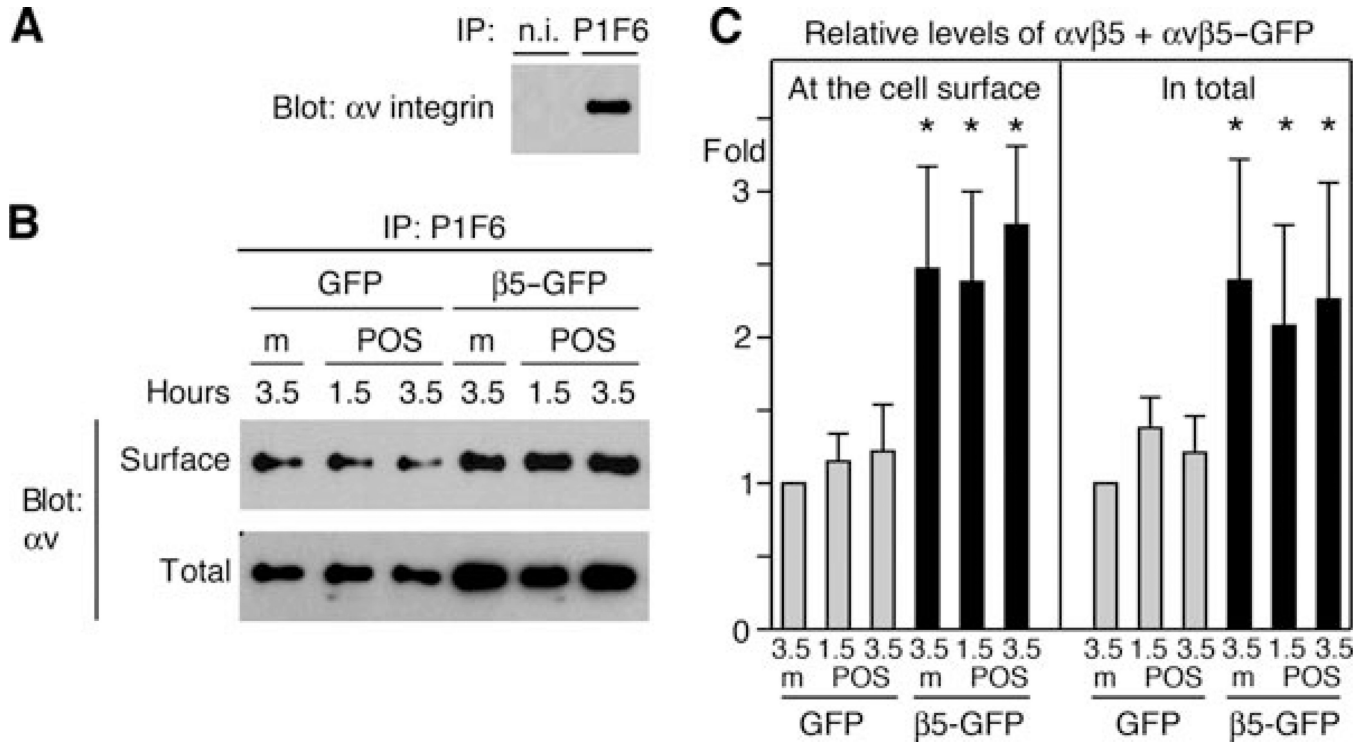 A
IP: n.i. P1F6
Blot: αv integrin
B
IP: P1F6
GFP β5–GFP
m POS m POS
Hours 3.5 1.5 3.5 3.5 1.5 3.5
Surface
Blot:
αv
Total
C
Relative levels of αvβ5 + αvβ5–GFP
At the cell surface In total
* * * * * *
Fold
3
2
1
0
3.5 1.5 3.5 3.5 1.5 3.5 3.5 1.5 3.5 3.5 1.5 3.5
m POS m POS m POS m POS
GFP β5-GFP GFP β5-GFP